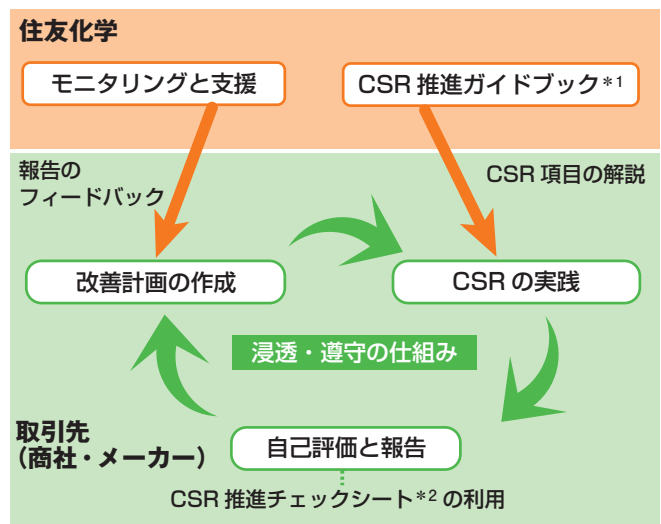 住友化学
モニタリングと支援
CSR 推進ガイドブック*1
報告の
フィードバック
CSR 項目の解説
改善計画の作成
CSR の実践
浸透・遵守の仕組み
取引先
(商社・メーカー)
自己評価と報告
CSR 推進チェックシート*2 の利用